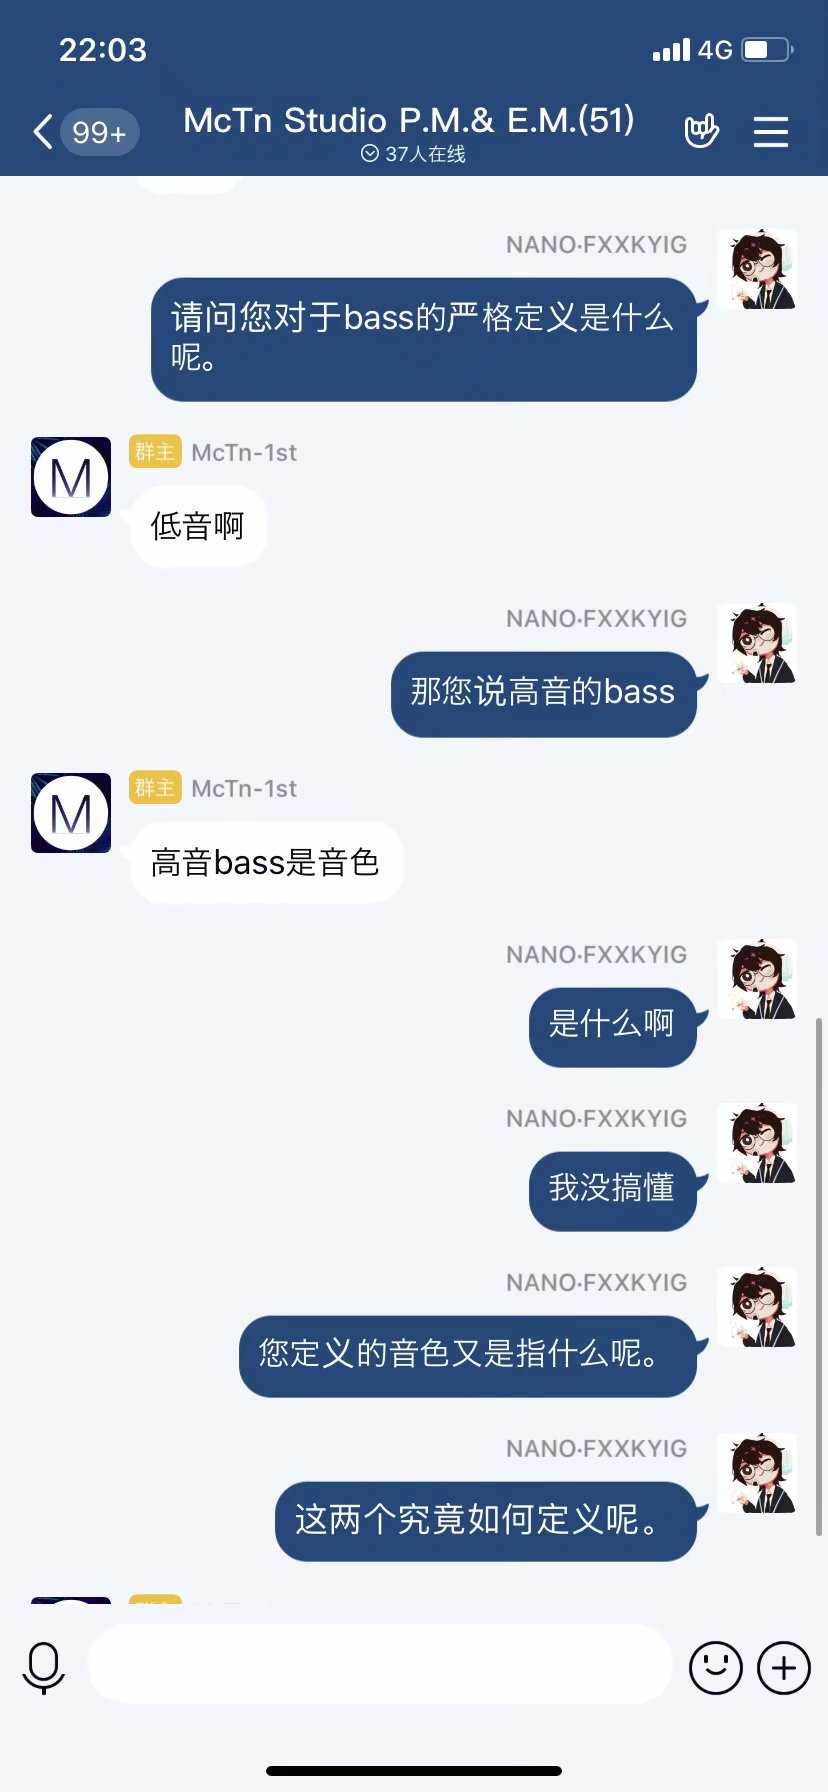 22:03
4G
99+
McTn Studio P.M.& E.M.(51)
37人在线
NANO·FXXKYIG
请问您对于bass的严格定义是什么
呢。
群主 McTn-1st
M
低音啊
NANO·FXXKYIG
那您说高音的bass
群主 McTn-1st
M
高音bass是音色
NANO·FXXKYIG
是什么啊
NANO·FXXKYIG
我没搞懂
NANO·FXXKYIG
您定义的音色又是指什么呢。
NANO·FXXKYIG
这两个究竟如何定义呢。